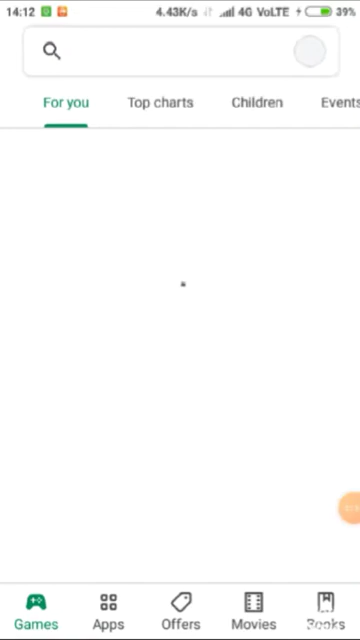 14:12 4.43K/s 4G VoLTE 39%
For you Top charts Children Events
Games Apps Offers Movies Books